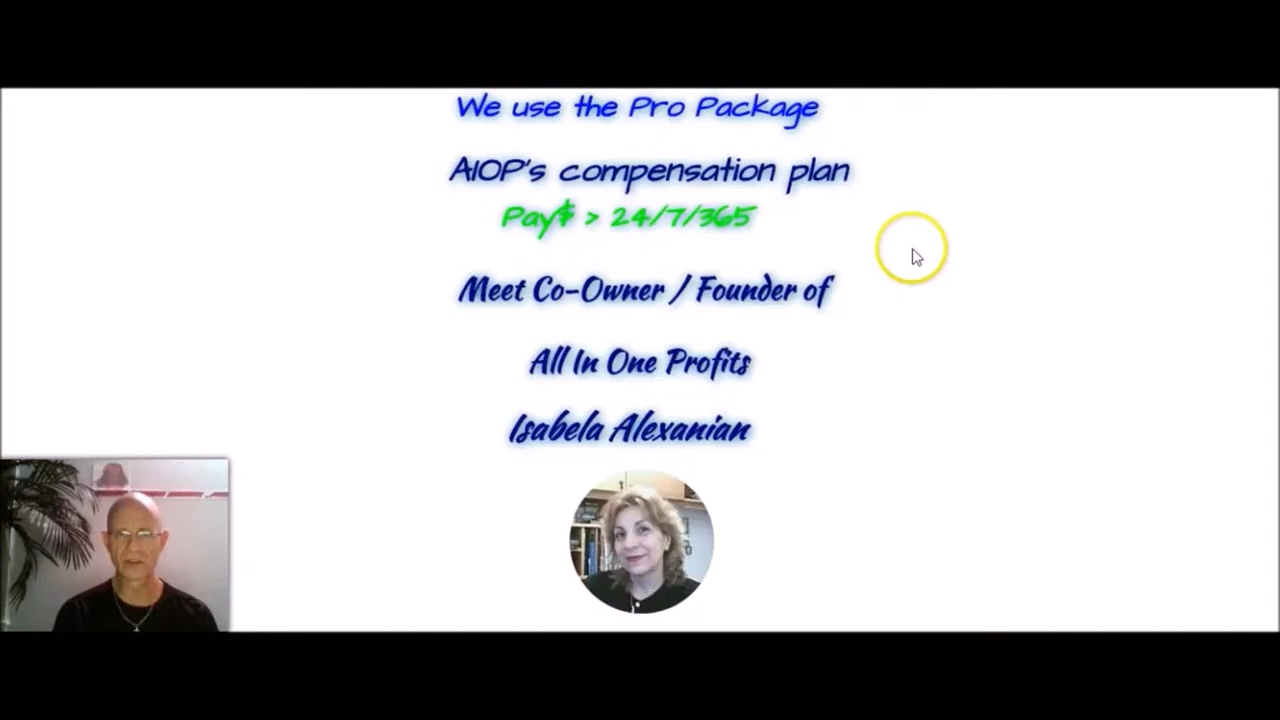 We use the Pro Package
AIOP's compensation plan
Pay$ > 24/7/365
Meet Co-Owner / Founder of
All In One Profits
Isabela Alexanian